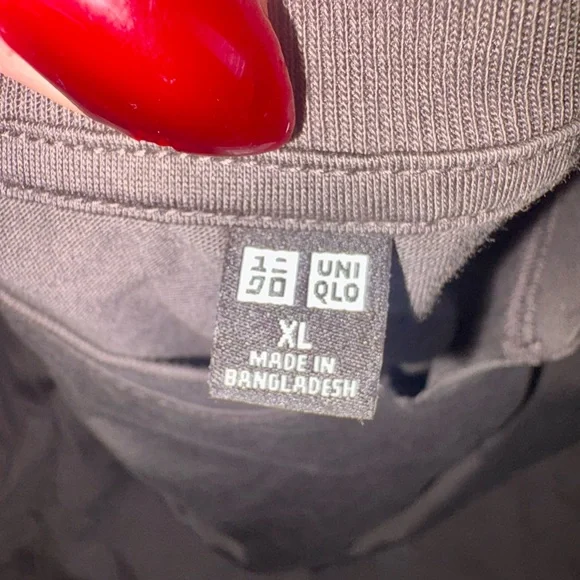 ユニ UNI
クロ QLO
XL
MADE IN
BANGLADESH